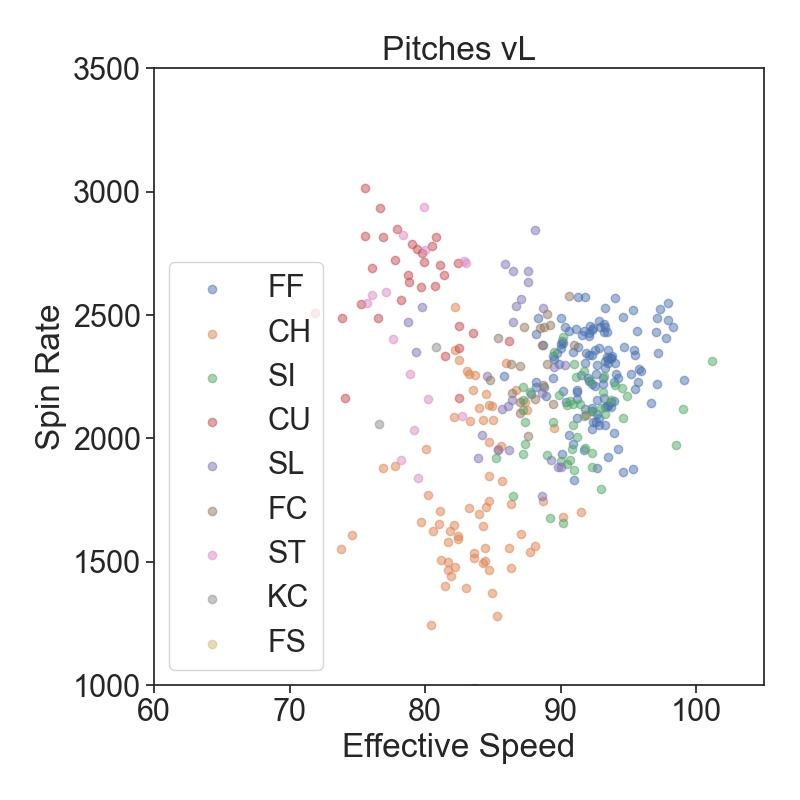 Pitches vL
3500
3000
2500
2000
1500
1000
Spin Rate
FF
CH
SI
CU
SL
FC
ST
KC
FS
60 70 80 90 100
Effective Speed